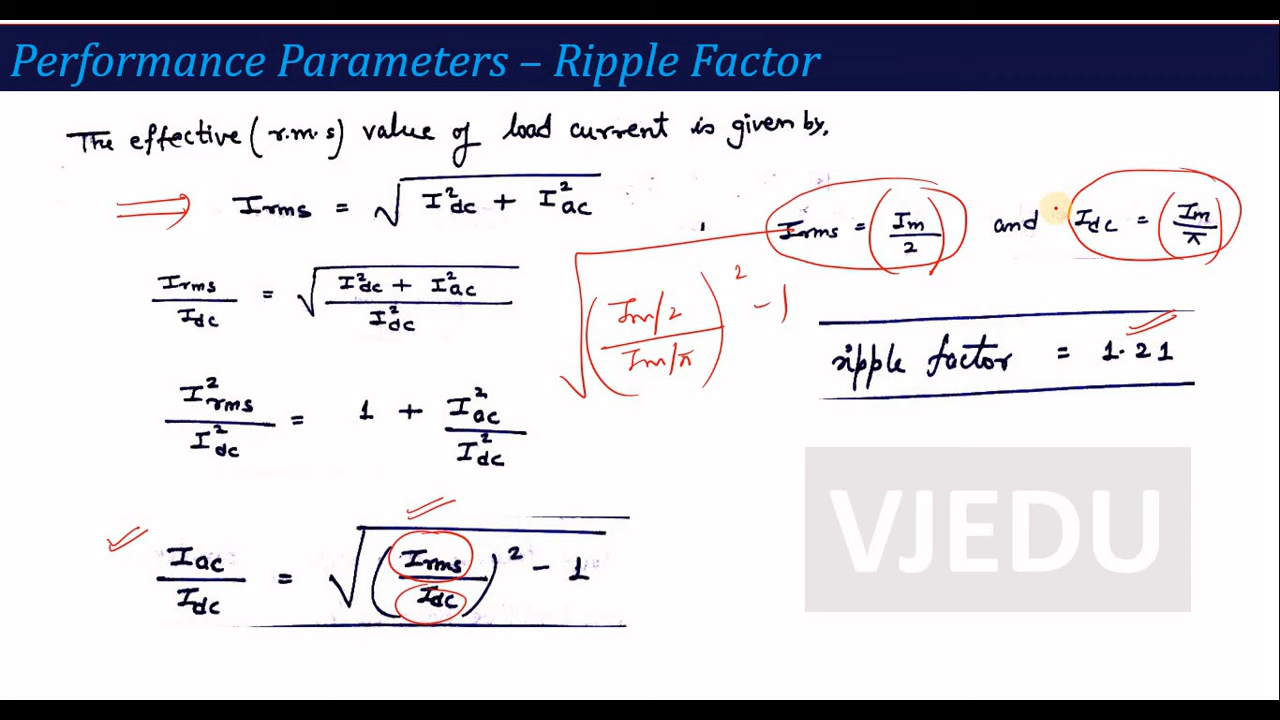 Performance Parameters – Ripple Factor
The effective (r.m.s) value of load current is given by,
⟹ Irms = √(I²dc + I²ac)
Irms = (Im/2) and Idc = (Im/π)
Irms/Idc = √((I²dc + I²ac)/I²dc)
√(((Im/2)/(Im/π))² − 1)
ripple factor = 1.21
I²rms/I²dc = 1 + I²ac/I²dc
Iac/Idc = √((Irms/Idc)² − 1)
VJEDU